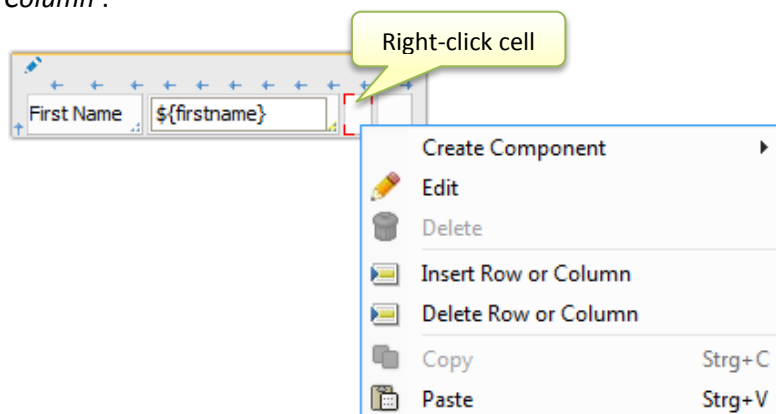 Column'.
Right-click cell
First Name ${firstname}
Create Component
Edit
Delete
Insert Row or Column
Delete Row or Column
Copy Strg+C
Paste Strg+V